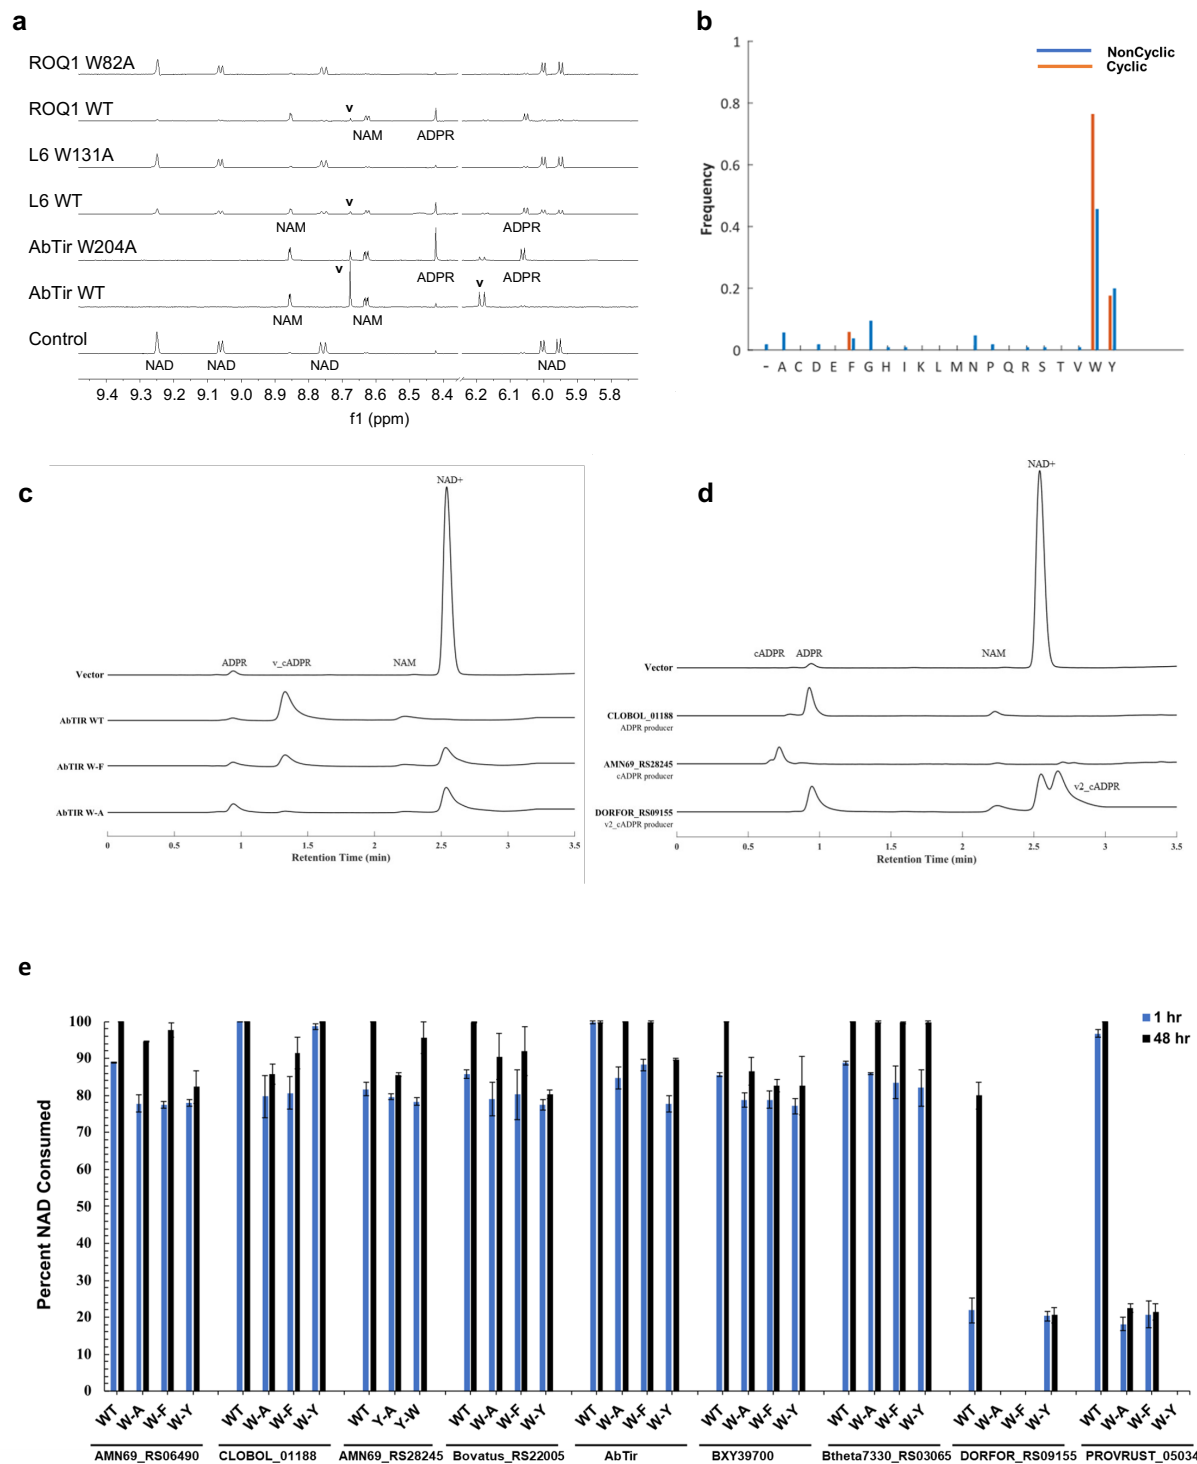 a
ROQ1 W82A
ROQ1 WT
v
NAM
ADPR
L6 W131A
L6 WT
v
NAM
ADPR
AbTir W204A
v
ADPR
ADPR
v
AbTir WT
NAM
NAM
Control
NAD
NAD
NAD
NAD
9.4 9.3 9.2 9.1 9.0 8.9 8.8 8.7 8.6 8.5 8.4 6.2 6.1 6.0 5.9 5.8
f1 (ppm)
b
1
0.8
0.6
0.4
0.2
0
Frequency
NonCyclic
Cyclic
- A C D E F G H I K L M N P Q R S T V W Y
c
NAD+
ADPR
v_cADPR
NAM
Vector
AbTIR WT
AbTIR W-F
AbTIR W-A
0 0.5 1 1.5 2 2.5 3 3.5
Retention Time (min)
d
NAD+
cADPR
ADPR
NAM
Vector
CLOBOL_01188
ADPR producer
AMN69_RS28245
cADPR producer
v2_cADPR
DORFOR_RS09155
v2_cADPR producer
0 0.5 1 1.5 2 2.5 3 3.5
Retention Time (min)
e
1 hr
48 hr
Percent NAD Consumed
100
90
80
70
60
50
40
30
20
10
0
WT W-A W-F W-Y WT W-A W-F W-Y WT Y-A Y-W WT W-A W-F W-Y WT W-A W-F W-Y WT W-A W-F W-Y WT W-A W-F W-Y WT W-A W-F W-Y WT W-A W-F W-Y
AMN69_RS06490 CLOBOL_01188 AMN69_RS28245 Bovatus_RS22005 AbTir BXY39700 Btheta7330_RS03065 DORFOR_RS09155 PROVRUST_05034